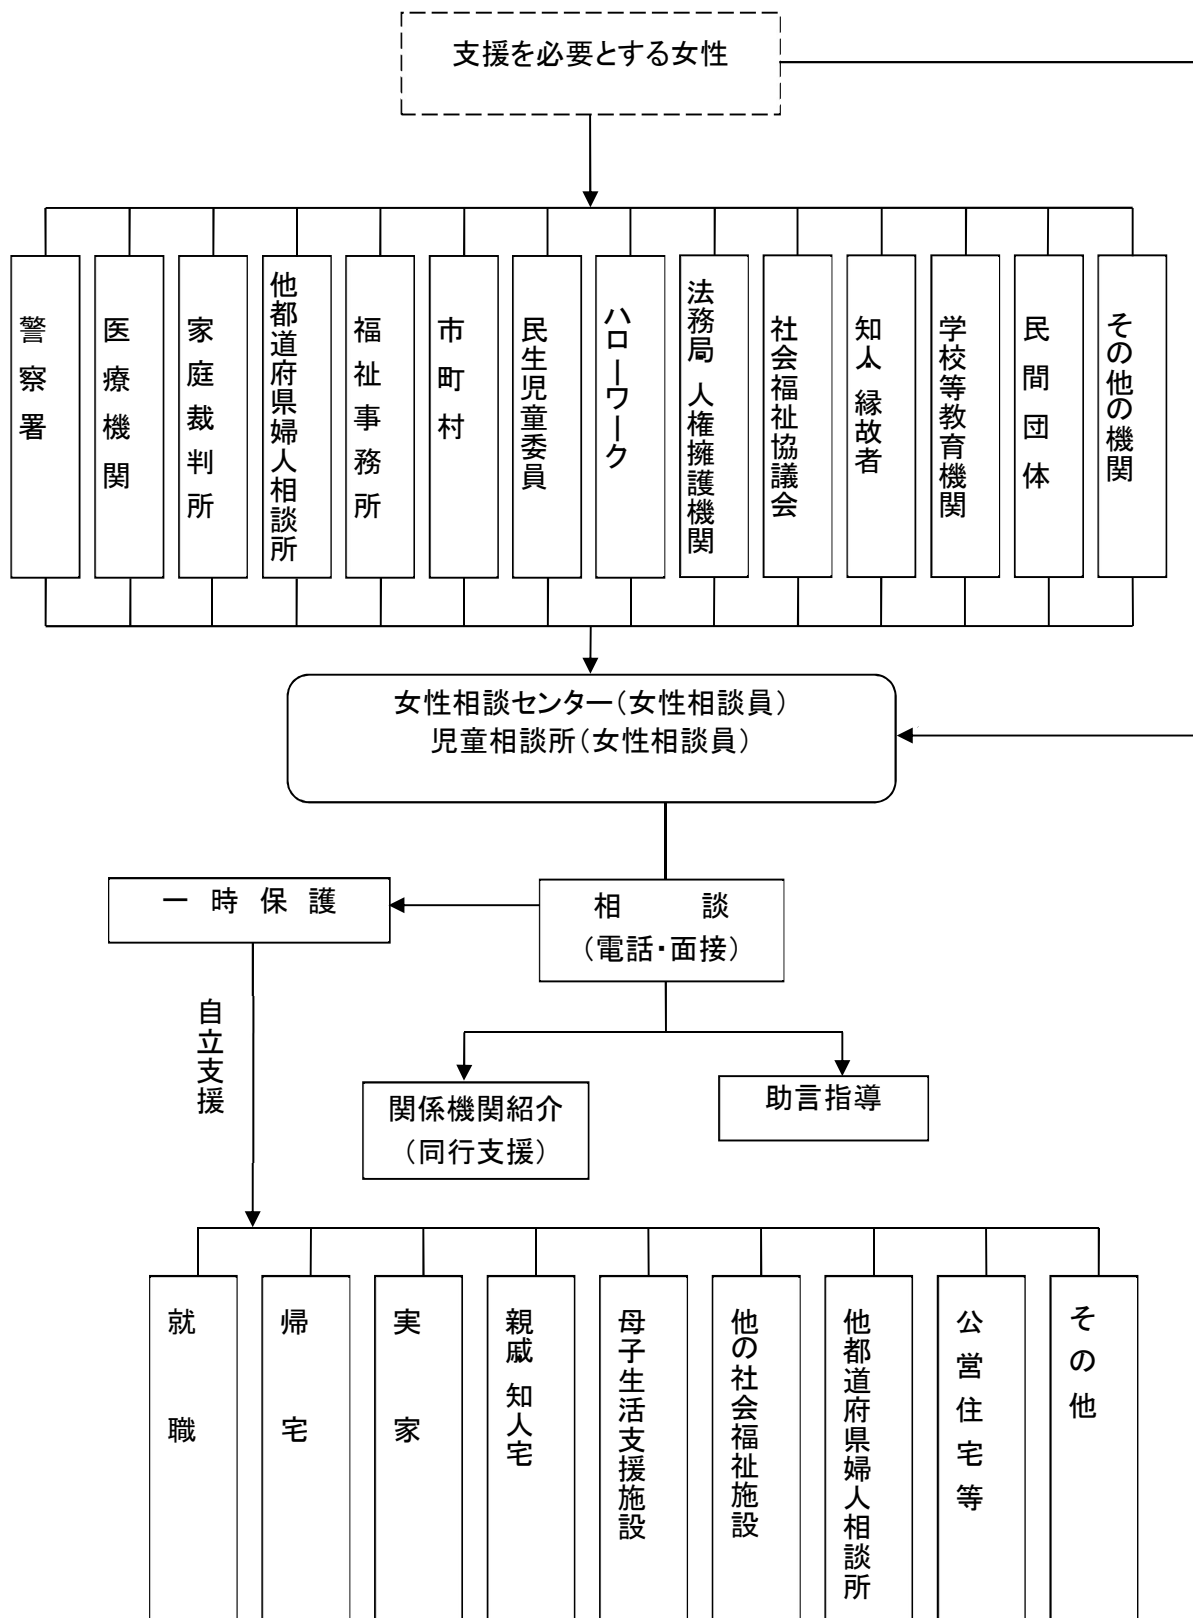 支援を必要とする女性
警察署
医療機関
家庭裁判所
他都道府県婦人相談所
福祉事務所
市町村
民生児童委員
ハローワーク
法務局・人権擁護機関
社会福祉協議会
知人・縁故者
学校等教育機関
民間団体
その他の機関
女性相談センター（女性相談員）
児童相談所（女性相談員）
一時保護
相談
（電話・面接）
自立支援
関係機関紹介
（同行支援）
助言指導
就職
帰宅
実家
親戚・知人宅
母子生活支援施設
他の社会福祉施設
他都道府県婦人相談所
公営住宅等
その他